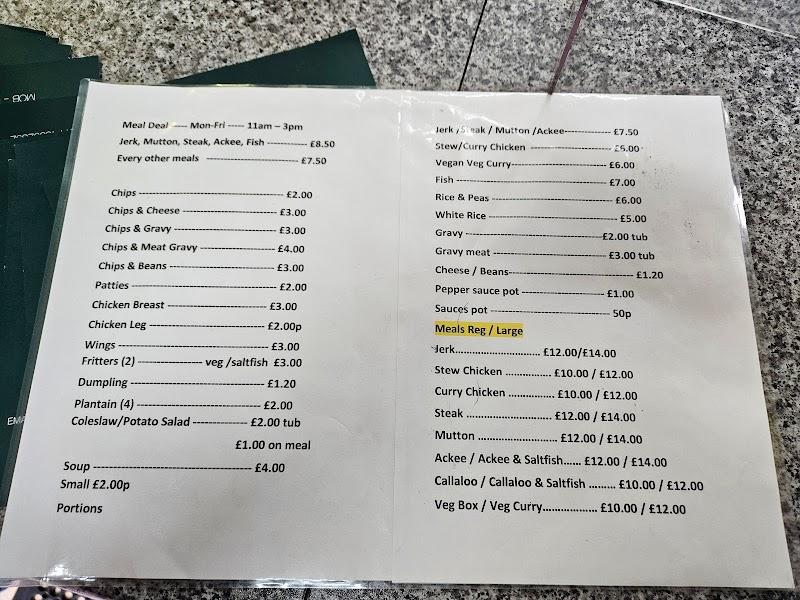 Meal Deal ----- Mon-Fri ----- 11am – 3pm
Jerk, Mutton, Steak, Ackee, Fish ------------ £8.50
Every other meals --------------------------- £7.50
Chips ----------------------------------- £2.00
Chips & Cheese ------------------------- £3.00
Chips & Gravy -------------------------- £3.00
Chips & Meat Gravy -------------------- £4.00
Chips & Beans -------------------------- £3.00
Patties ---------------------------------- £2.00
Chicken Breast -------------------------- £3.00
Chicken Leg ----------------------------- £2.00p
Wings ----------------------------------- £3.00
Fritters (2) ----------------- veg /saltfish £3.00
Dumpling -------------------------------- £1.20
Plantain (4) ------------------------------ £2.00
Coleslaw/Potato Salad -------------- £2.00 tub
£1.00 on meal
Soup ---------------------------------------- £4.00
Small £2.00p
Portions
Jerk /Steak / Mutton /Ackee------------- £7.50
Stew/Curry Chicken ---------------------- £6.00
Vegan Veg Curry-------------------------- £6.00
Fish ---------------------------------------- £7.00
Rice & Peas -------------------------------- £6.00
White Rice --------------------------------- £5.00
Gravy -------------------------------------£2.00 tub
Gravy meat ------------------------------- £3.00 tub
Cheese / Beans-------------------------------- £1.20
Pepper sauce pot ------------------------ £1.00
Sauces pot --------------------------------- 50p
Meals Reg / Large
Jerk............................ £12.00/£14.00
Stew Chicken ............... £10.00 / £12.00
Curry Chicken ............... £10.00 / £12.00
Steak ........................... £12.00 / £14.00
Mutton ......................... £12.00 / £14.00
Ackee / Ackee & Saltfish...... £12.00 / £14.00
Callaloo / Callaloo & Saltfish ......... £10.00 / £12.00
Veg Box / Veg Curry.................. £10.00 / £12.00
MOB -
EMA